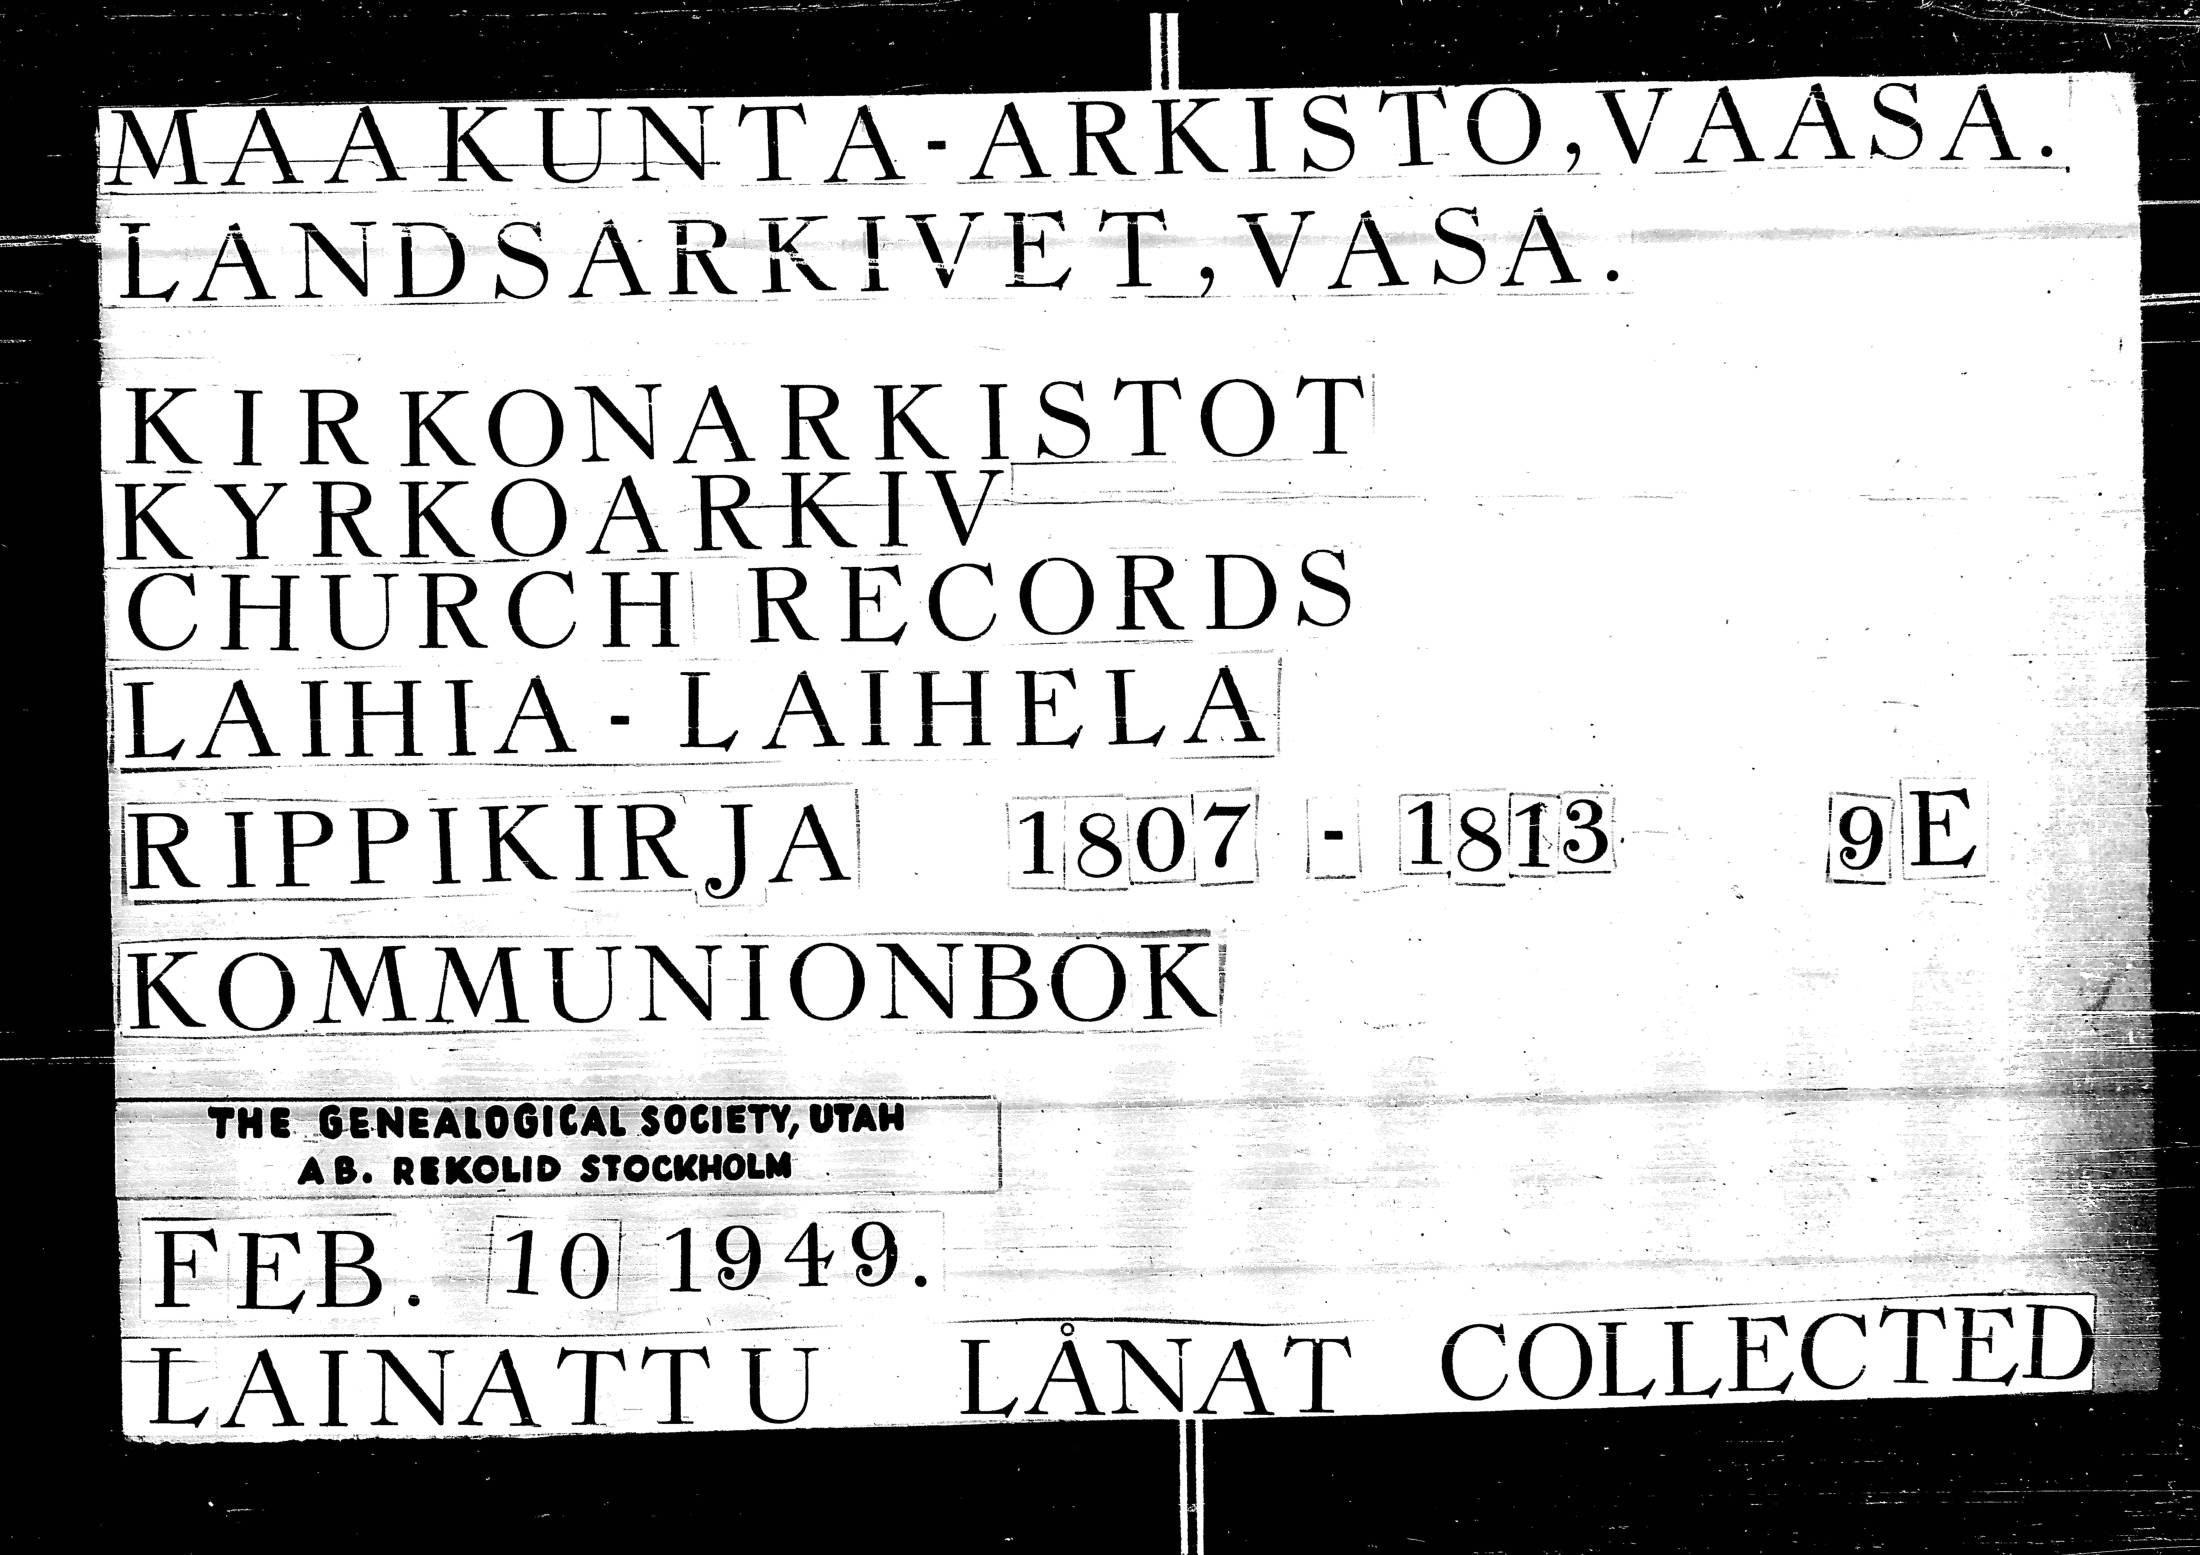 MAAKUNTA-ARKISTO, VAASA.
LANDSARKIVET, VASA.
KIRKONARKISTOT
KYRKOARKIV
CHURCH RECORDS
LAIHIA - LAIHELA
RIPPIKIRJA 1807 - 1813 9E
KOMMUNIONBOK
THE GENEALOGICAL SOCIETY, UTAH
AB. REKOLID STOCKHOLM
FEB. 10 1949.
LAINATTU LÅNAT COLLECTED